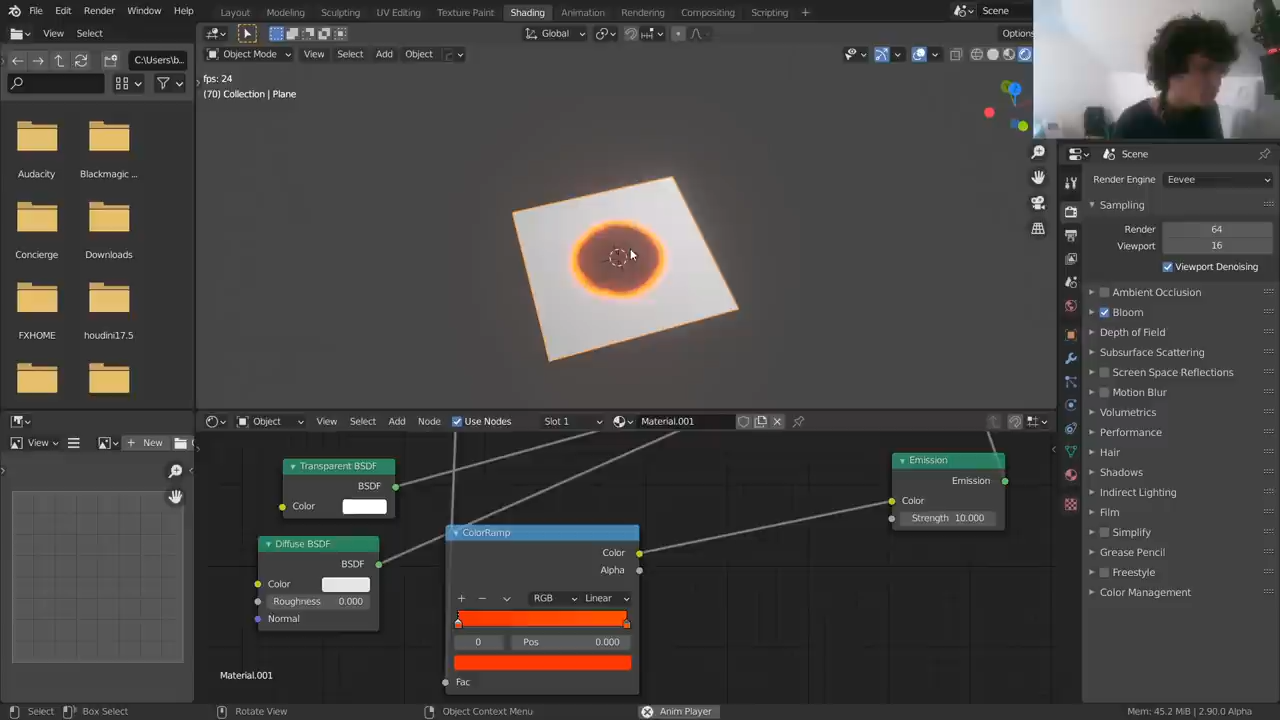 File Edit Render Window Help Layout Modeling Sculpting UV Editing Texture Paint Shading Animation Rendering Compositing Scripting + Scene
View Select Global Options
C:\Users\b...
Object Mode View Select Add Object
fps: 24
(70) Collection | Plane
Audacity Blackmagic ...
Concierge Downloads
FXHOME houdini17.5
Scene
Render Engine Eevee
Sampling
Render 64
Viewport 16
Viewport Denoising
Ambient Occlusion
Bloom
Depth of Field
Subsurface Scattering
Screen Space Reflections
Motion Blur
Volumetrics
Performance
Hair
Shadows
Indirect Lighting
Film
Simplify
Grease Pencil
Freestyle
Color Management
Object View Select Add Node Use Nodes Slot 1 Material.001
View + New
Transparent BSDF
BSDF
Color
Diffuse BSDF
BSDF
Color
Roughness 0.000
Normal
ColorRamp
Color
Alpha
+ − RGB Linear
0 Pos 0.000
Fac
Emission
Emission
Color
Strength 10.000
Material.001
Select Box Select Rotate View Object Context Menu Anim Player Mem: 45.2 MiB | 2.90.0 Alpha